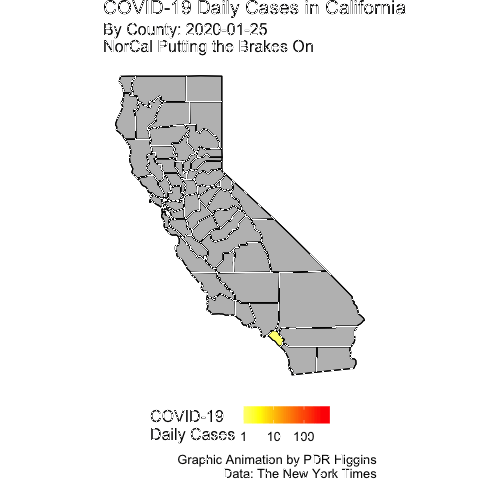 COVID-19 Daily Cases in California
By County: 2020-01-25
NorCal Putting the Brakes On
COVID-19
Daily Cases 1 10 100
Graphic Animation by PDR Higgins
Data: The New York Times